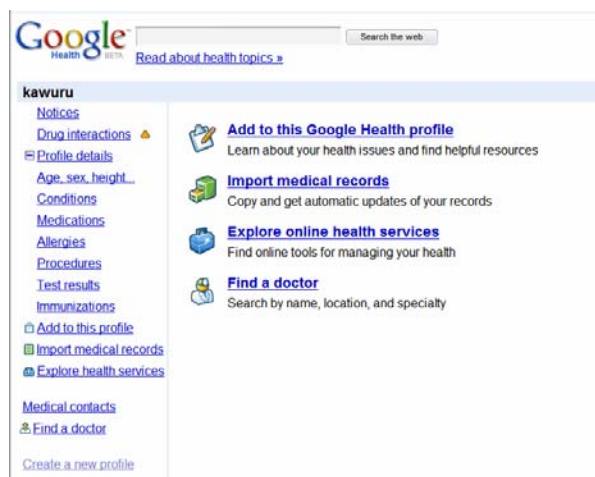 Google
Health BETA
Search the web
Read about health topics »
kawuru
Notices
Drug interactions
Profile details
Age, sex, height...
Conditions
Medications
Allergies
Procedures
Test results
Immunizations
Add to this profile
Import medical records
Explore health services
Medical contacts
Find a doctor
Create a new profile
Add to this Google Health profile
Learn about your health issues and find helpful resources
Import medical records
Copy and get automatic updates of your records
Explore online health services
Find online tools for managing your health
Find a doctor
Search by name, location, and specialty